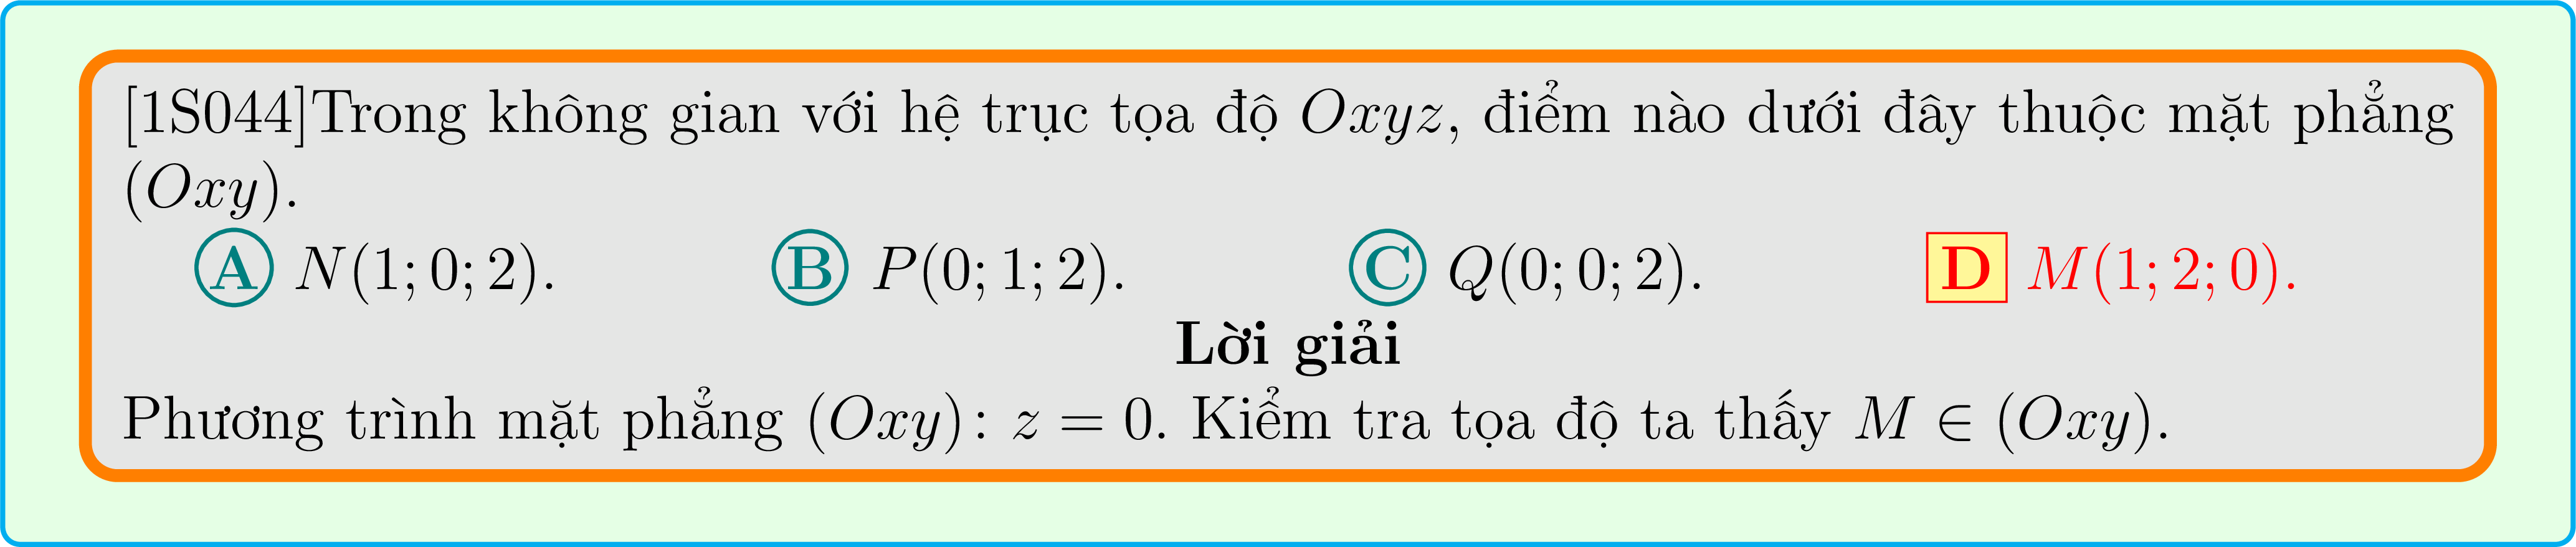 [1S044]Trong không gian với hệ trục tọa độ Oxyz, điểm nào dưới đây thuộc mặt phẳng
(Oxy).
A N(1; 0; 2). B P(0; 1; 2). C Q(0; 0; 2). D M(1; 2; 0).
Lời giải
Phương trình mặt phẳng (Oxy): z = 0. Kiểm tra tọa độ ta thấy M ∈ (Oxy).